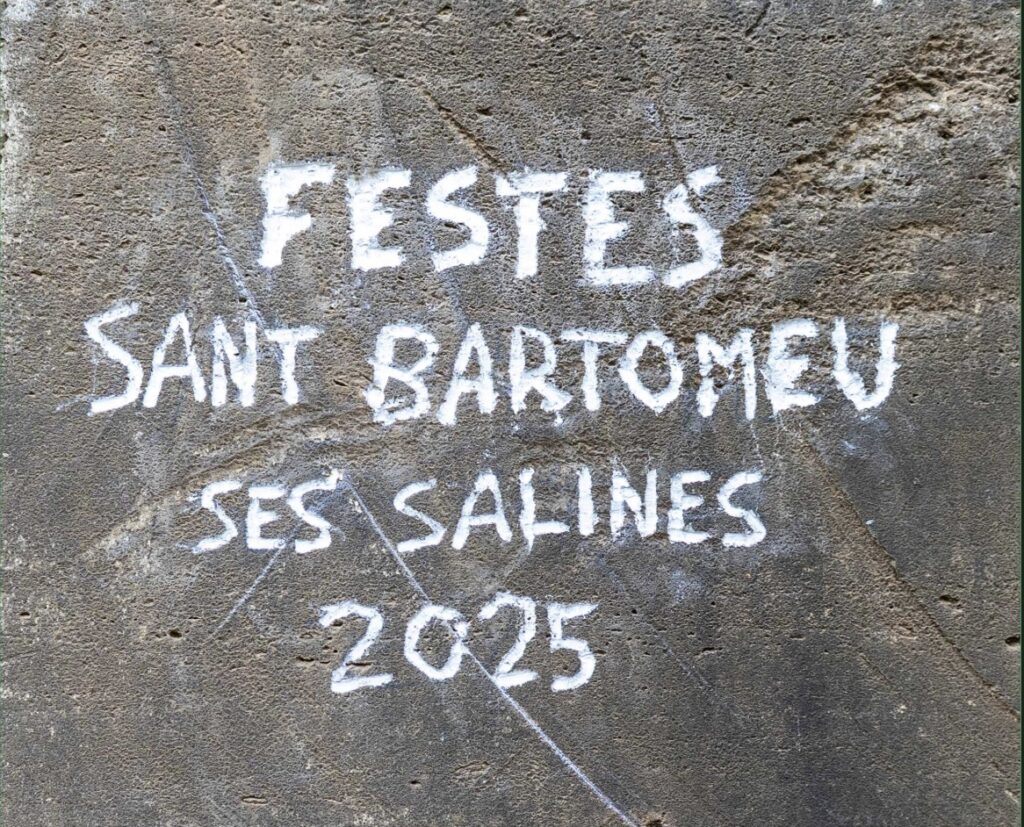 FESTES
SANT BARTOMEU
SES SALINES
2025